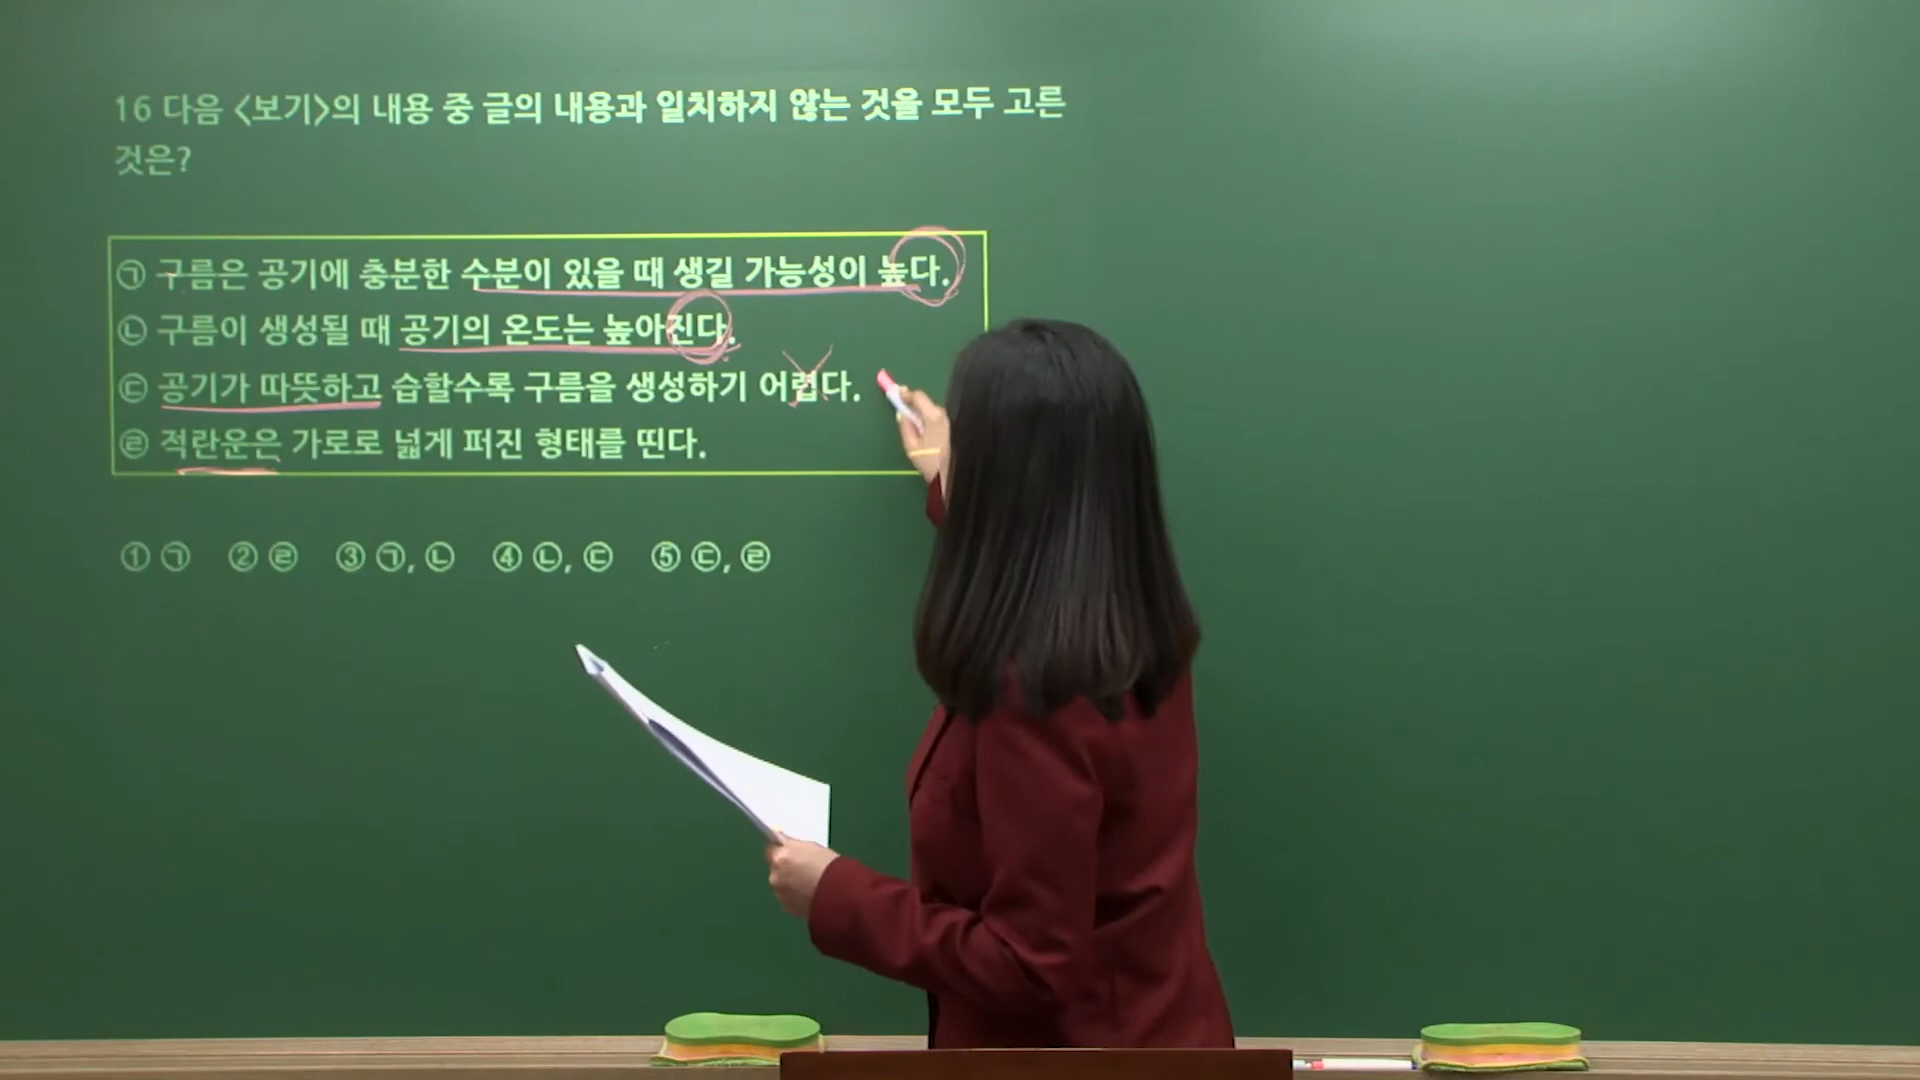 16 다음 <보기>의 내용 중 글의 내용과 일치하지 않는 것을 모두 고른
것은?
㉠ 구름은 공기에 충분한 수분이 있을 때 생길 가능성이 높다.
㉡ 구름이 생성될 때 공기의 온도는 높아진다.
㉢ 공기가 따뜻하고 습할수록 구름을 생성하기 어렵다.
㉣ 적란운은 가로로 넓게 퍼진 형태를 띤다.
① ㉠ ② ㉣ ③ ㉠, ㉡ ④ ㉡, ㉢ ⑤ ㉢, ㉣